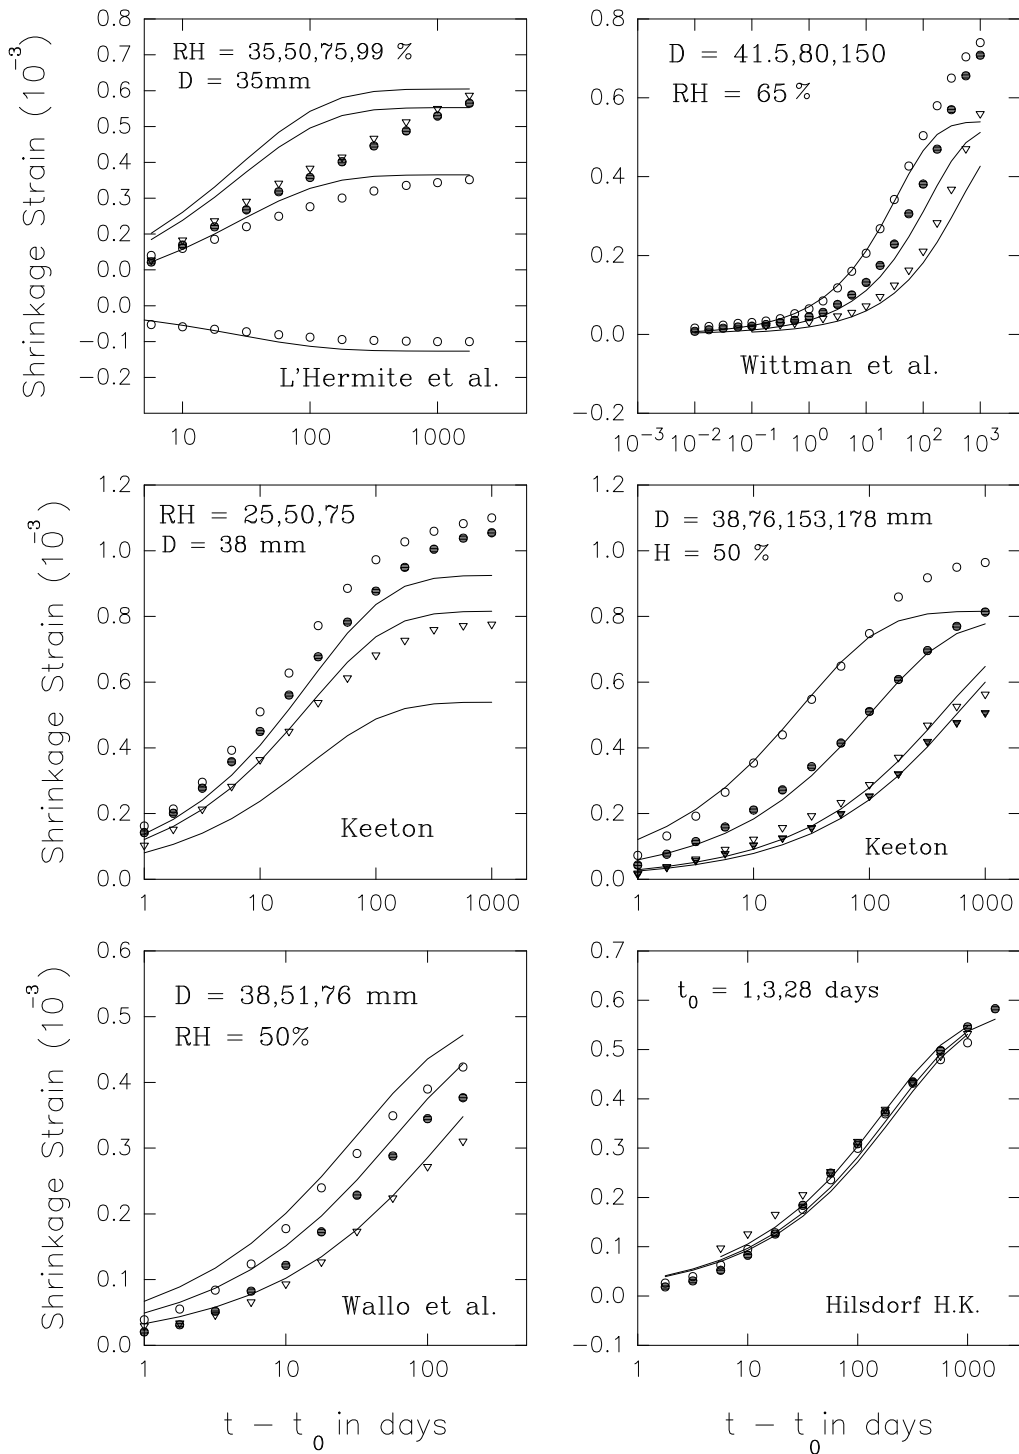 Shrinkage Strain (10⁻³)
0.8
0.7
0.6
0.5
0.4
0.3
0.2
0.1
0.0
0.0
−0.1
−0.2
RH = 35,50,75,99 %
D = 35mm
L'Hermite et al.
10
100
1000
0.8
0.6
0.4
0.2
0.0
−0.2
D = 41.5,80,150
RH = 65%
Wittman et al.
10⁻³ 10⁻² 10⁻¹ 10⁰ 10¹ 10² 10³
Shrinkage Strain (10⁻³)
1.2
1.0
0.8
0.6
0.4
0.2
0.0
RH = 25,50,75
D = 38 mm
Keeton
1
10
100
1000
1.2
1.0
0.8
0.6
0.4
0.2
0.0
D = 38,76,153,178 mm
H = 50 %
Keeton
1
10
100
1000
Shrinkage Strain (10⁻³)
0.6
0.5
0.4
0.3
0.2
0.1
0.0
D = 38,51,76 mm
RH = 50%
Wallo et al.
1
10
100
t − t₀ in days
0.7
0.6
0.5
0.4
0.3
0.2
0.1
0.0
−0.1
t₀ = 1,3,28 days
Hilsdorf H.K.
10
100
1000
t − t₀ in days